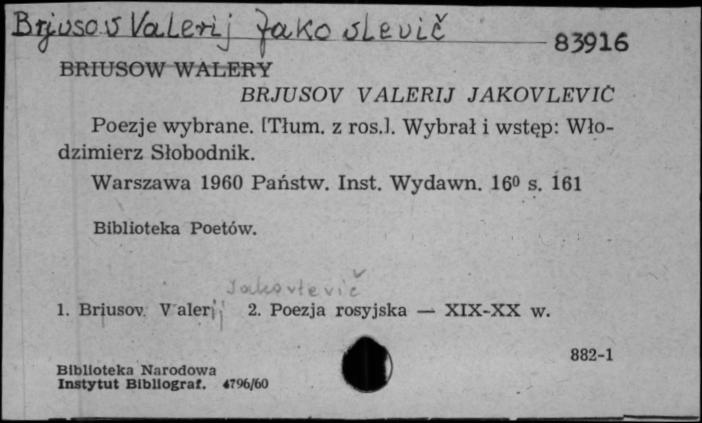 Brjusov Valerij Jakovlevič
83916
BRIUSOW WALERY
BRJUSOV VALERIJ JAKOVLEVIČ
Poezje wybrane. [Tłum. z ros.]. Wybrał i wstęp: Wło-
dzimierz Słobodnik.
Warszawa 1960 Państw. Inst. Wydawn. 16⁰ s. 161
Biblioteka Poetów.
Jakovlevič
1. Brjusov Valerij 2. Poezja rosyjska — XIX-XX w.
882-1
Biblioteka Narodowa
Instytut Bibliograf. 4796/60